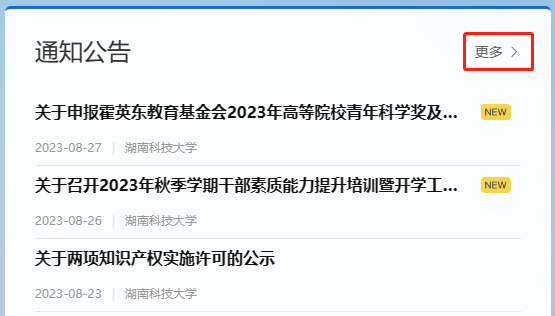 通知公告
更多 >
关于申报霍英东教育基金会2023年高等院校青年科学奖及... NEW
2023-08-27 | 湖南科技大学
关于召开2023年秋季学期干部素质能力提升培训暨开学工... NEW
2023-08-26 | 湖南科技大学
关于两项知识产权实施许可的公示
2023-08-23 | 湖南科技大学